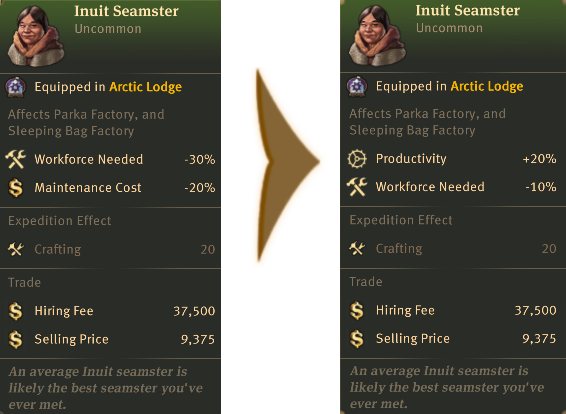 Inuit Seamster
Uncommon
Equipped in Arctic Lodge
Affects Parka Factory, and
Sleeping Bag Factory
Workforce Needed -30%
Maintenance Cost -20%
Expedition Effect
Crafting 20
Trade
Hiring Fee 37,500
Selling Price 9,375
An average Inuit seamster is
likely the best seamster you've
ever met.
Inuit Seamster
Uncommon
Equipped in Arctic Lodge
Affects Parka Factory, and
Sleeping Bag Factory
Productivity +20%
Workforce Needed -10%
Expedition Effect
Crafting 20
Trade
Hiring Fee 37,500
Selling Price 9,375
An average Inuit seamster is
likely the best seamster you've
ever met.